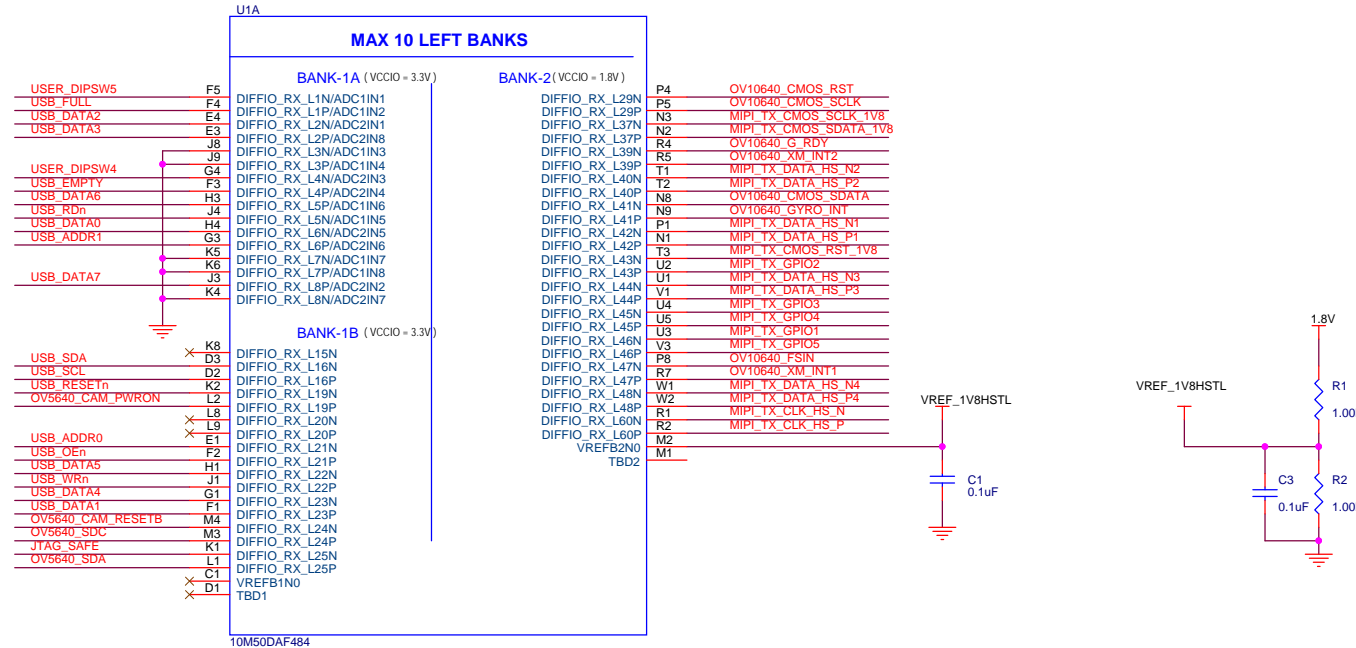 U1A
MAX 10 LEFT BANKS
BANK-1A ( VCCIO = 3.3V )
USER_DIPSW5 F5 DIFFIO_RX_L1N/ADC1IN1
USB_FULL F4 DIFFIO_RX_L1P/ADC1IN2
USB_DATA2 E4 DIFFIO_RX_L2N/ADC2IN1
USB_DATA3 E3 DIFFIO_RX_L2P/ADC2IN8
J8 DIFFIO_RX_L3N/ADC1IN3
J9 DIFFIO_RX_L3P/ADC1IN4
USER_DIPSW4 G4 DIFFIO_RX_L4N/ADC2IN3
USB_EMPTY F3 DIFFIO_RX_L4P/ADC2IN4
USB_DATA6 H3 DIFFIO_RX_L5P/ADC1IN6
USB_RDn J4 DIFFIO_RX_L5N/ADC1IN5
USB_DATA0 H4 DIFFIO_RX_L6N/ADC2IN5
USB_ADDR1 G3 DIFFIO_RX_L6P/ADC2IN6
K5 DIFFIO_RX_L7N/ADC1IN7
K6 DIFFIO_RX_L7P/ADC1IN8
USB_DATA7 J3 DIFFIO_RX_L8P/ADC2IN2
K4 DIFFIO_RX_L8N/ADC2IN7
BANK-1B ( VCCIO = 3.3V )
K8 DIFFIO_RX_L15N
USB_SDA D3 DIFFIO_RX_L16N
USB_SCL D2 DIFFIO_RX_L16P
USB_RESETn K2 DIFFIO_RX_L19N
OV5640_CAM_PWRON L2 DIFFIO_RX_L19P
L8 DIFFIO_RX_L20N
L9 DIFFIO_RX_L20P
USB_ADDR0 E1 DIFFIO_RX_L21N
USB_OEn F2 DIFFIO_RX_L21P
USB_DATA5 H1 DIFFIO_RX_L22N
USB_WRn J1 DIFFIO_RX_L22P
USB_DATA4 G1 DIFFIO_RX_L23N
USB_DATA1 F1 DIFFIO_RX_L23P
OV5640_CAM_RESETB M4 DIFFIO_RX_L24N
OV5640_SDC M3 DIFFIO_RX_L24P
JTAG_SAFE K1 DIFFIO_RX_L25N
OV5640_SDA L1 DIFFIO_RX_L25P
C1 VREFB1N0
D1 TBD1
BANK-2 ( VCCIO = 1.8V )
DIFFIO_RX_L29N P4 OV10640_CMOS_RST
DIFFIO_RX_L29P P5 OV10640_CMOS_SCLK
DIFFIO_RX_L37N N3 MIPI_TX_CMOS_SCLK_1V8
DIFFIO_RX_L37P N2 MIPI_TX_CMOS_SDATA_1V8
DIFFIO_RX_L39N R4 OV10640_G_RDY
DIFFIO_RX_L39P R5 OV10640_XM_INT2
DIFFIO_RX_L40N T1 MIPI_TX_DATA_HS_N2
DIFFIO_RX_L40P T2 MIPI_TX_DATA_HS_P2
DIFFIO_RX_L41N N8 OV10640_CMOS_SDATA
DIFFIO_RX_L41P N9 OV10640_GYRO_INT
DIFFIO_RX_L42N P1 MIPI_TX_DATA_HS_N1
DIFFIO_RX_L42P N1 MIPI_TX_DATA_HS_P1
DIFFIO_RX_L43N T3 MIPI_TX_CMOS_RST_1V8
DIFFIO_RX_L43P U2 MIPI_TX_GPIO2
DIFFIO_RX_L44N U1 MIPI_TX_DATA_HS_N3
DIFFIO_RX_L44P V1 MIPI_TX_DATA_HS_P3
DIFFIO_RX_L45N U4 MIPI_TX_GPIO3
DIFFIO_RX_L45P U5 MIPI_TX_GPIO4
DIFFIO_RX_L46N U3 MIPI_TX_GPIO1
DIFFIO_RX_L46P V3 MIPI_TX_GPIO5
DIFFIO_RX_L47N P8 OV10640_FSIN
DIFFIO_RX_L47P R7 OV10640_XM_INT1
DIFFIO_RX_L48N W1 MIPI_TX_DATA_HS_N4
DIFFIO_RX_L48P W2 MIPI_TX_DATA_HS_P4
DIFFIO_RX_L60N R1 MIPI_TX_CLK_HS_N
DIFFIO_RX_L60P R2 MIPI_TX_CLK_HS_P
VREFB2N0 M2
TBD2 M1
10M50DAF484
VREF_1V8HSTL
C1
0.1uF
1.8V
VREF_1V8HSTL
R1
1.00
C3
0.1uF
R2
1.00